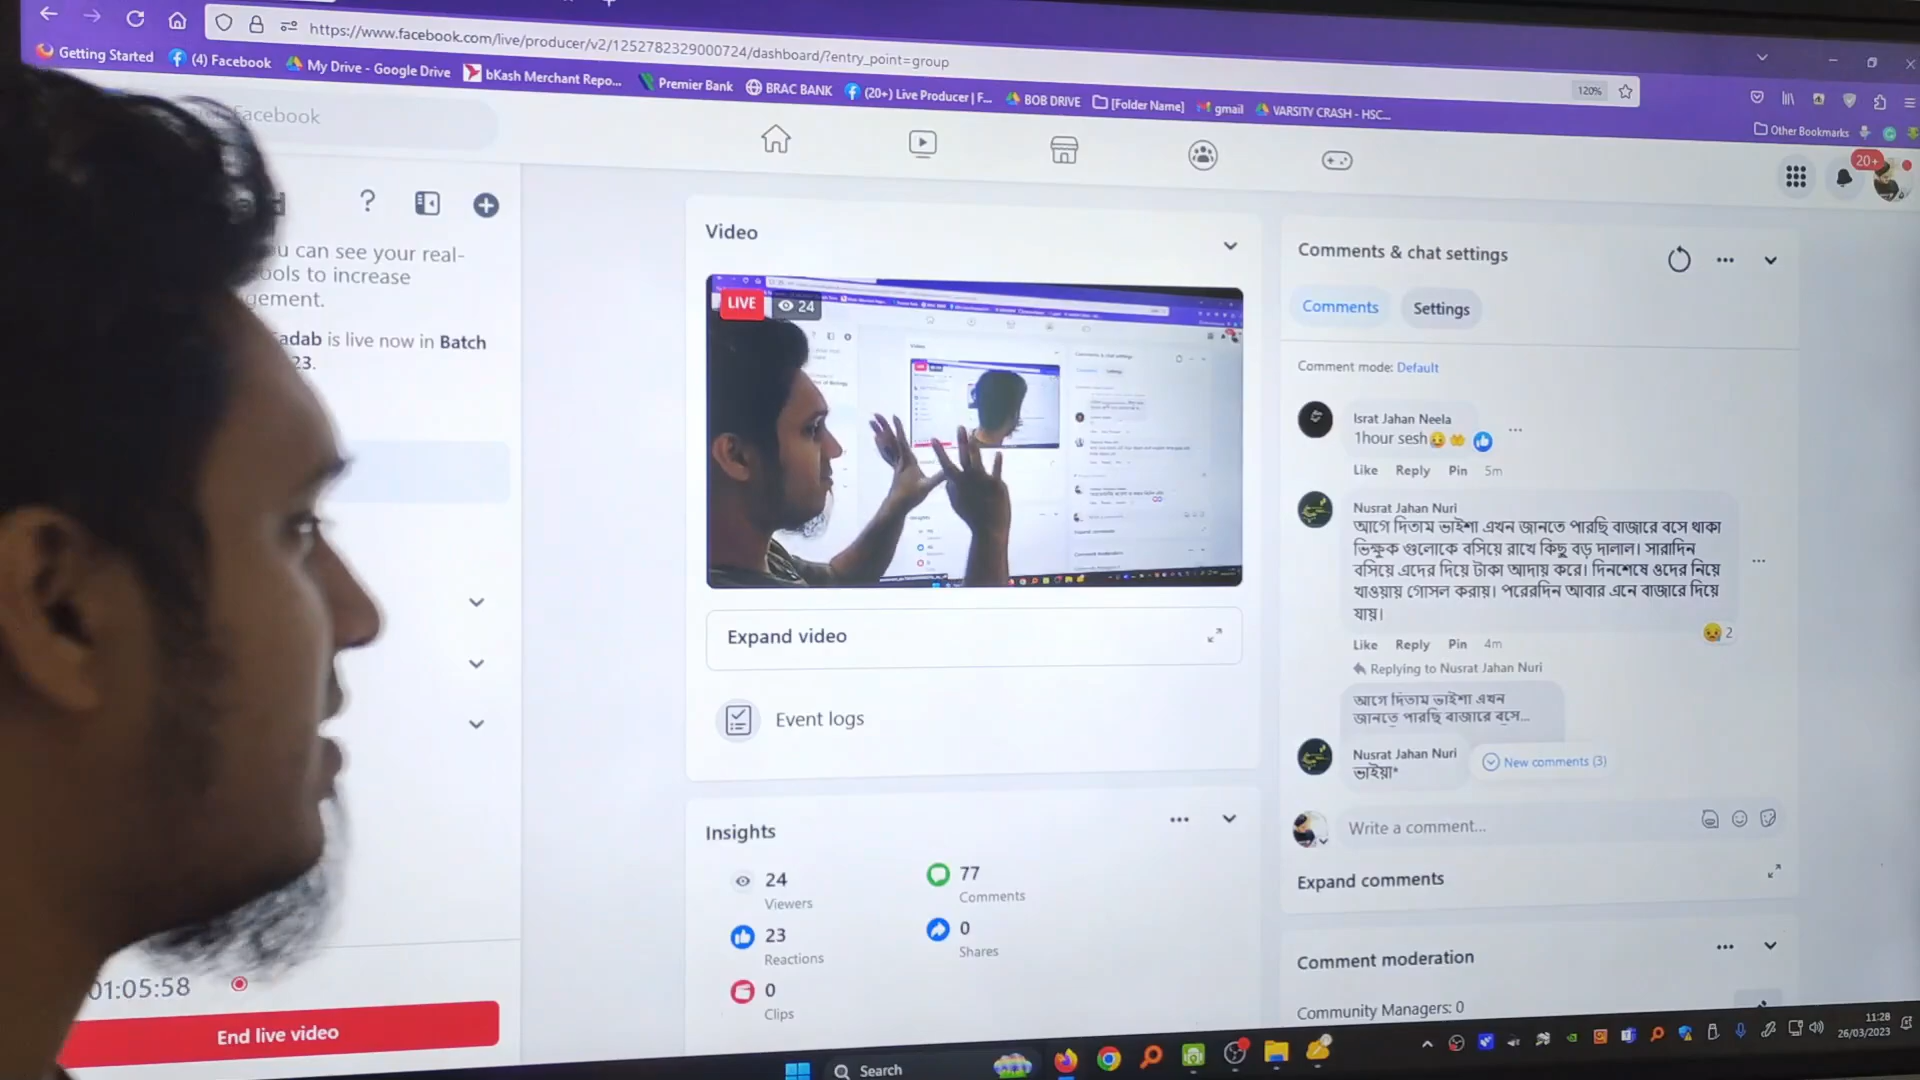 https://www.facebook.com/live/producer/v2/1252782329000724/dashboard/?entry_point=group
120%
Getting Started
(4) Facebook
My Drive - Google Drive
bKash Merchant Repo...
Premier Bank
BRAC BANK
(20+) Live Producer | F...
BOB DRIVE
[Folder Name]
gmail
VARSITY CRASH - HSC...
Other Bookmarks
Facebook
20+
?
you can see your real-
tools to increase
gement.
adab is live now in Batch
23.
01:05:58
End live video
Video
LIVE
24
Expand video
Event logs
Insights
24
Viewers
77
Comments
23
Reactions
0
Shares
0
Clips
Comments & chat settings
Comments
Settings
Comment mode: Default
Israt Jahan Neela
1hour sesh
Like Reply Pin 5m
Nusrat Jahan Nuri
আগে দিতাম ভাইশা এখন জানতে পারছি বাজারে বসে থাকা
ভিক্ষুক গুলোকে বসিয়ে রাখে কিছু বড় দালাল। সারাদিন
বসিয়ে এদের দিয়ে টাকা আদায় করে। দিনশেষে ওদের নিয়ে
খাওয়ায় গোসল করায়। পরেরদিন আবার এনে বাজারে দিয়ে
যায়।
2
Like Reply Pin 4m
Replying to Nusrat Jahan Nuri
আগে দিতাম ভাইশা এখন
জানতে পারছি বাজারে বসে...
Nusrat Jahan Nuri
ভাইয়া*
New comments (3)
Write a comment...
Expand comments
Comment moderation
Community Managers: 0
Search
11:28
26/03/2023